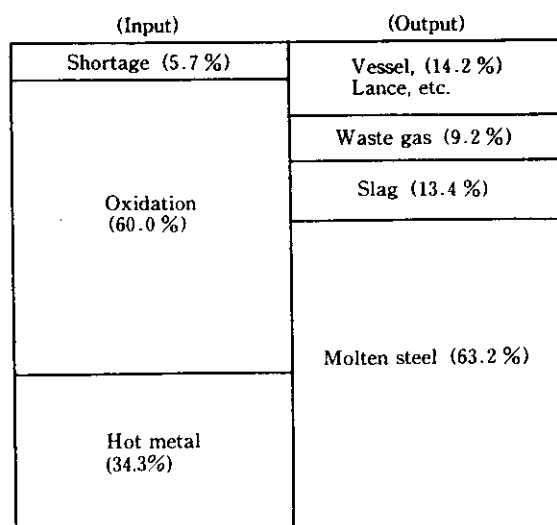 (Input)
(Output)
Shortage (5.7%)
Oxidation
(60.0%)
Hot metal
(34.3%)
Vessel, (14.2%)
Lance, etc.
Waste gas (9.2%)
Slag (13.4%)
Molten steel (63.2%)